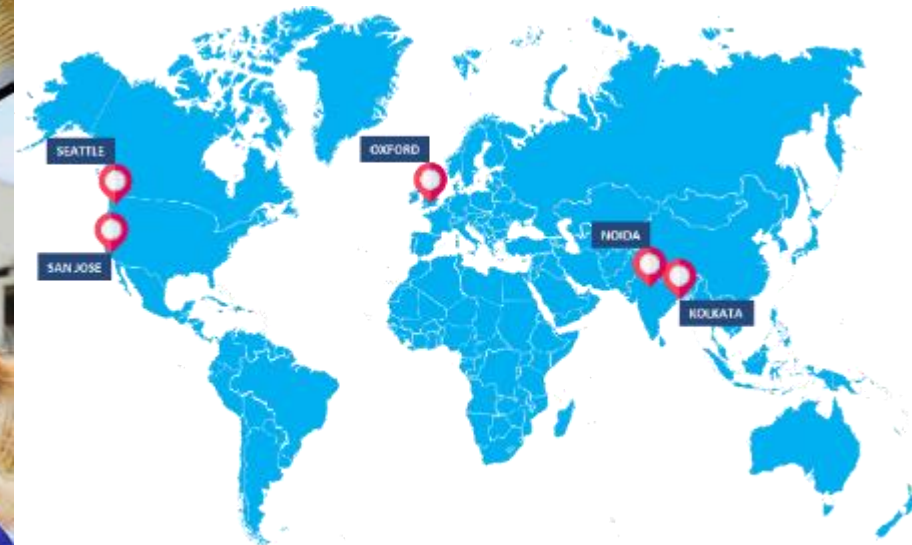 SEATTLE
OXFORD
NOIDA
SAN JOSE
KOLKATA